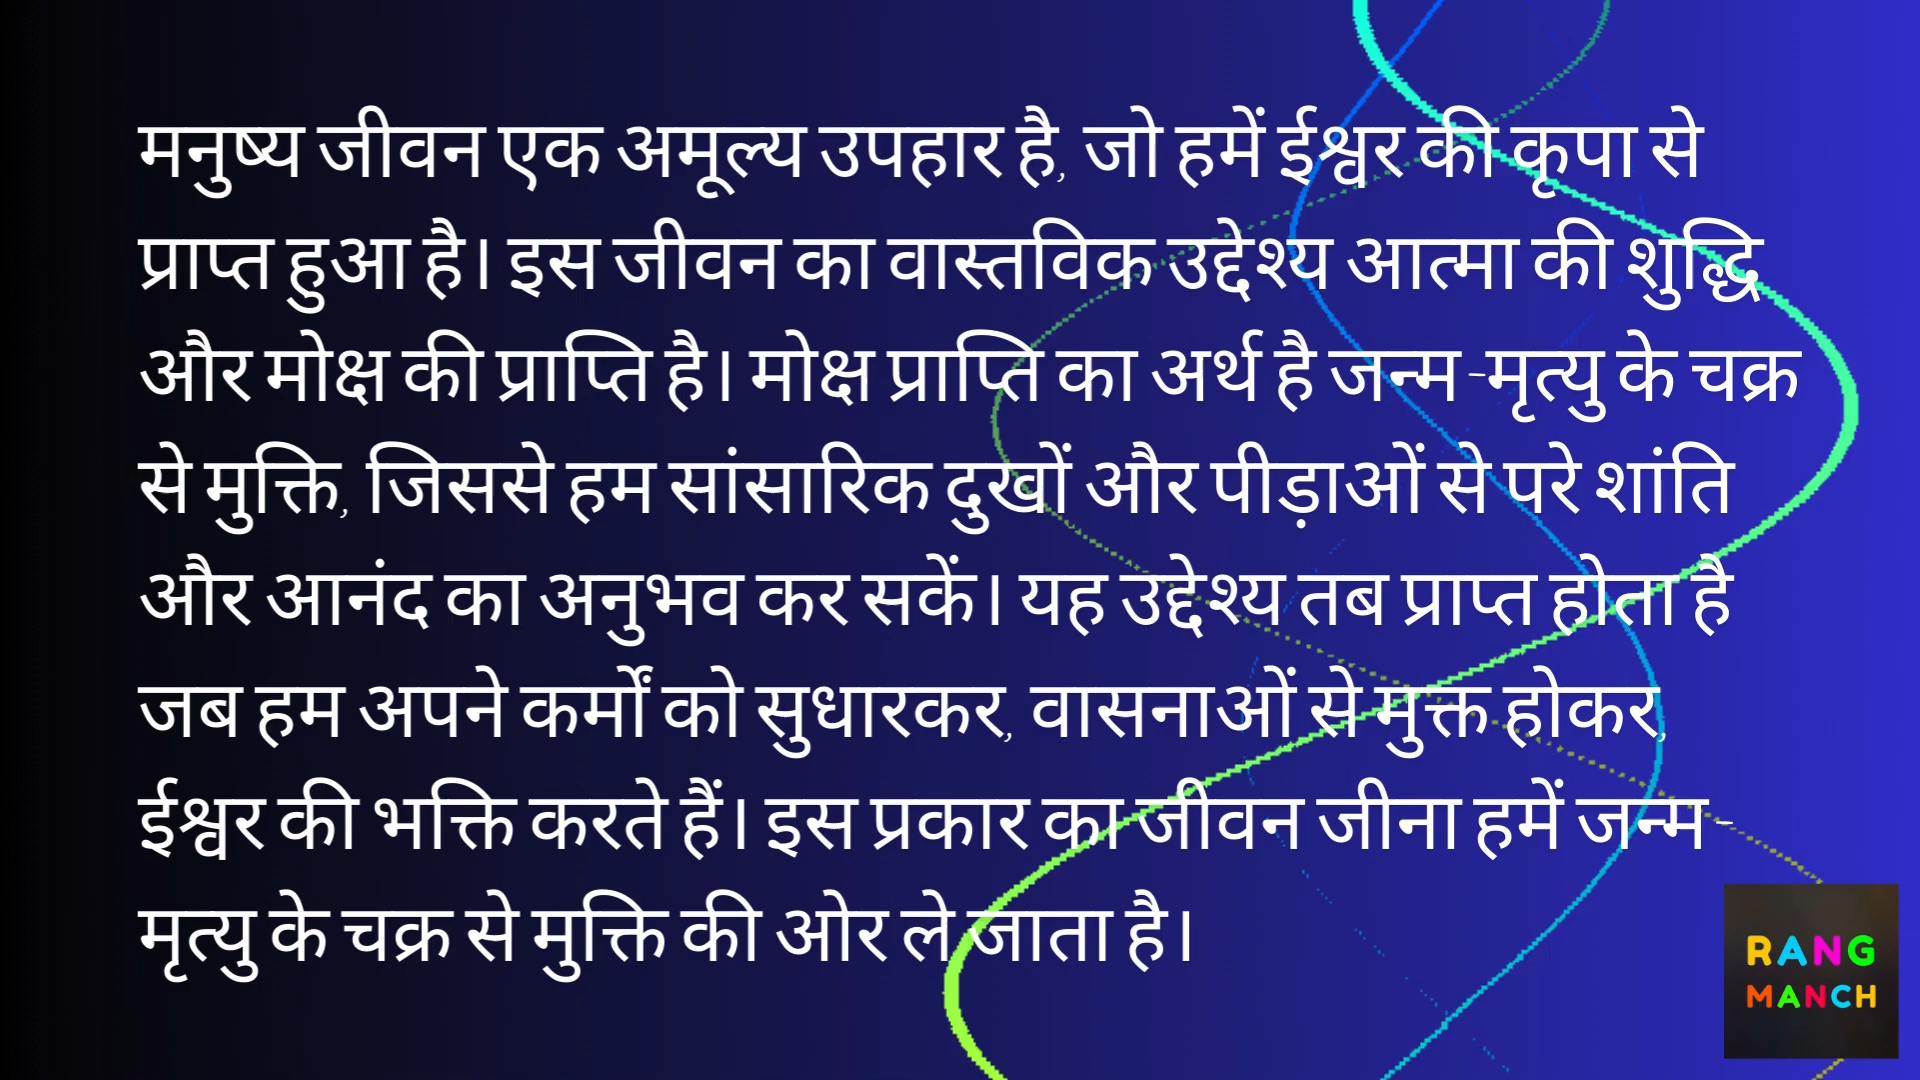 मनुष्य जीवन एक अमूल्य उपहार है, जो हमें ईश्वर की कृपा से
प्राप्त हुआ है। इस जीवन का वास्तविक उद्देश्य आत्मा की शुद्धि
और मोक्ष की प्राप्ति है। मोक्ष प्राप्ति का अर्थ है जन्म-मृत्यु के चक्र
से मुक्ति, जिससे हम सांसारिक दुखों और पीड़ाओं से परे शांति
और आनंद का अनुभव कर सकें। यह उद्देश्य तब प्राप्त होता है
जब हम अपने कर्मों को सुधारकर, वासनाओं से मुक्त होकर,
ईश्वर की भक्ति करते हैं। इस प्रकार का जीवन जीना हमें जन्म-
मृत्यु के चक्र से मुक्ति की ओर ले जाता है।
RANG
MANCH